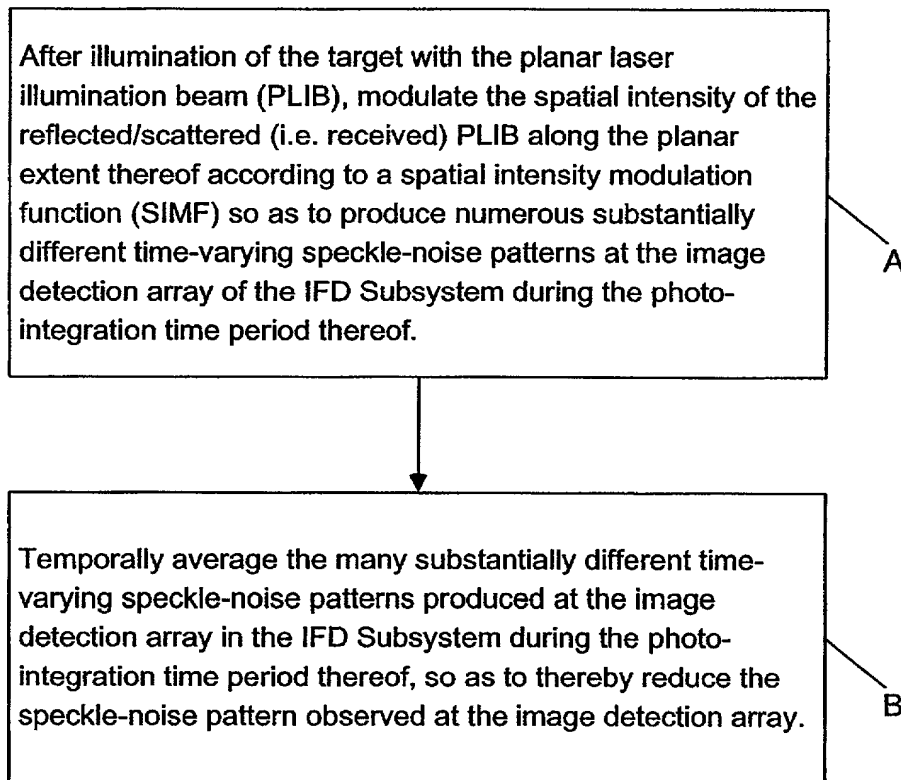 After illumination of the target with the planar laser
illumination beam (PLIB), modulate the spatial intensity of the
reflected/scattered (i.e. received) PLIB along the planar
extent thereof according to a spatial intensity modulation
function (SIMF) so as to produce numerous substantially
different time-varying speckle-noise patterns at the image
detection array of the IFD Subsystem during the photo-
integration time period thereof.
A
Temporally average the many substantially different time-
varying speckle-noise patterns produced at the image
detection array in the IFD Subsystem during the photo-
integration time period thereof, so as to thereby reduce the
speckle-noise pattern observed at the image detection array.
B